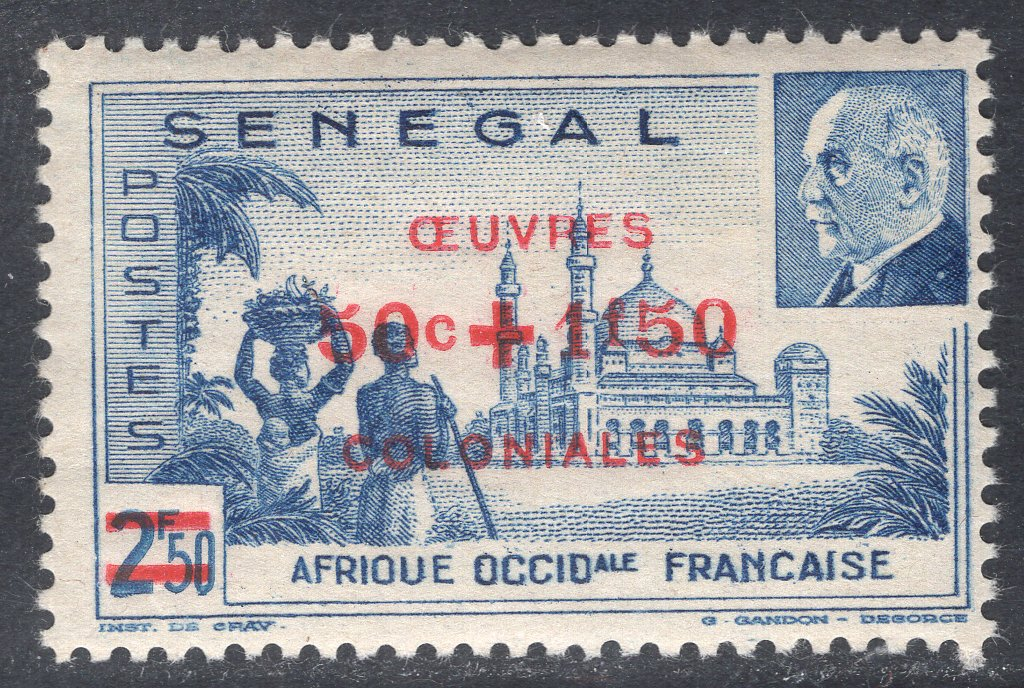 SENEGAL
POSTES
ŒUVRES
50c + 1f50
COLONIALES
2F50
AFRIQUE OCCIDALE FRANCAISE
INST. DE GRAV.
G. GANDON - DEGORCE